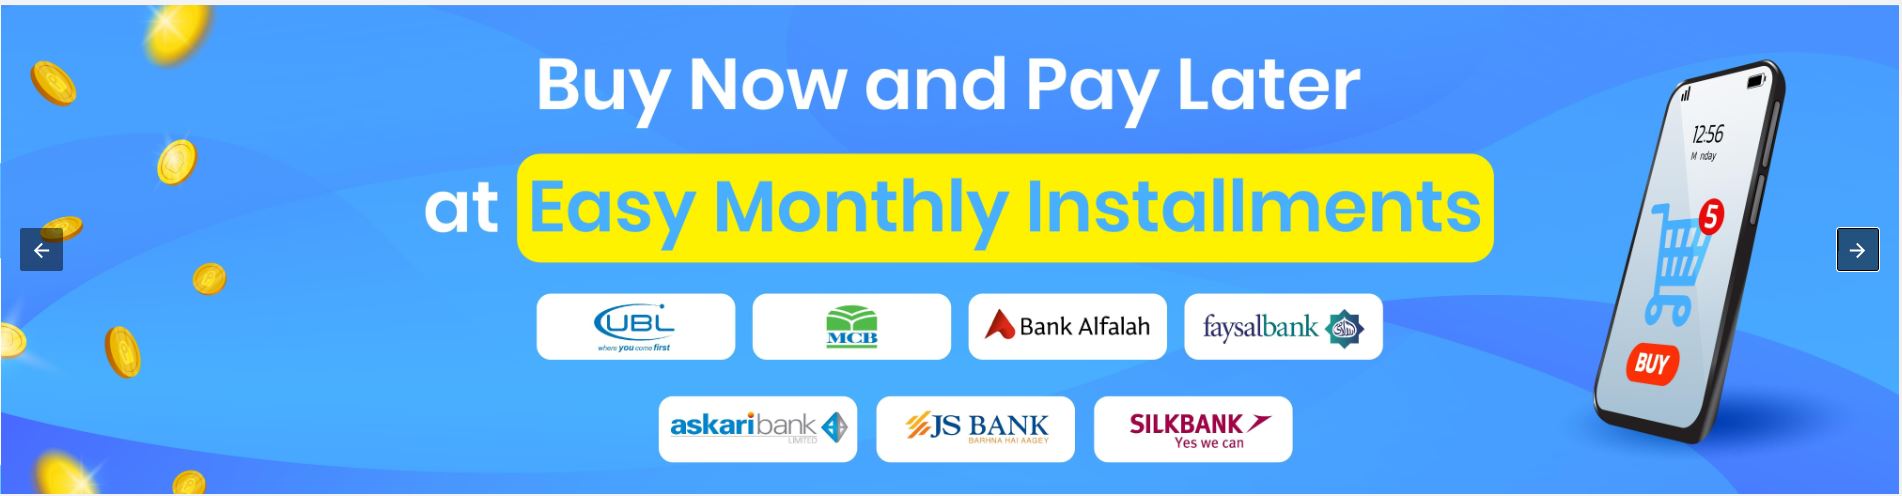 Buy Now and Pay Later
at Easy Monthly Installments
12:56
M nday
5
BUY
UBL
where you come first
MCB
Bank Alfalah
faysalbank
askaribank
LIMITED
JS BANK
BARHNA HAI AAGEY
SILKBANK
Yes we can